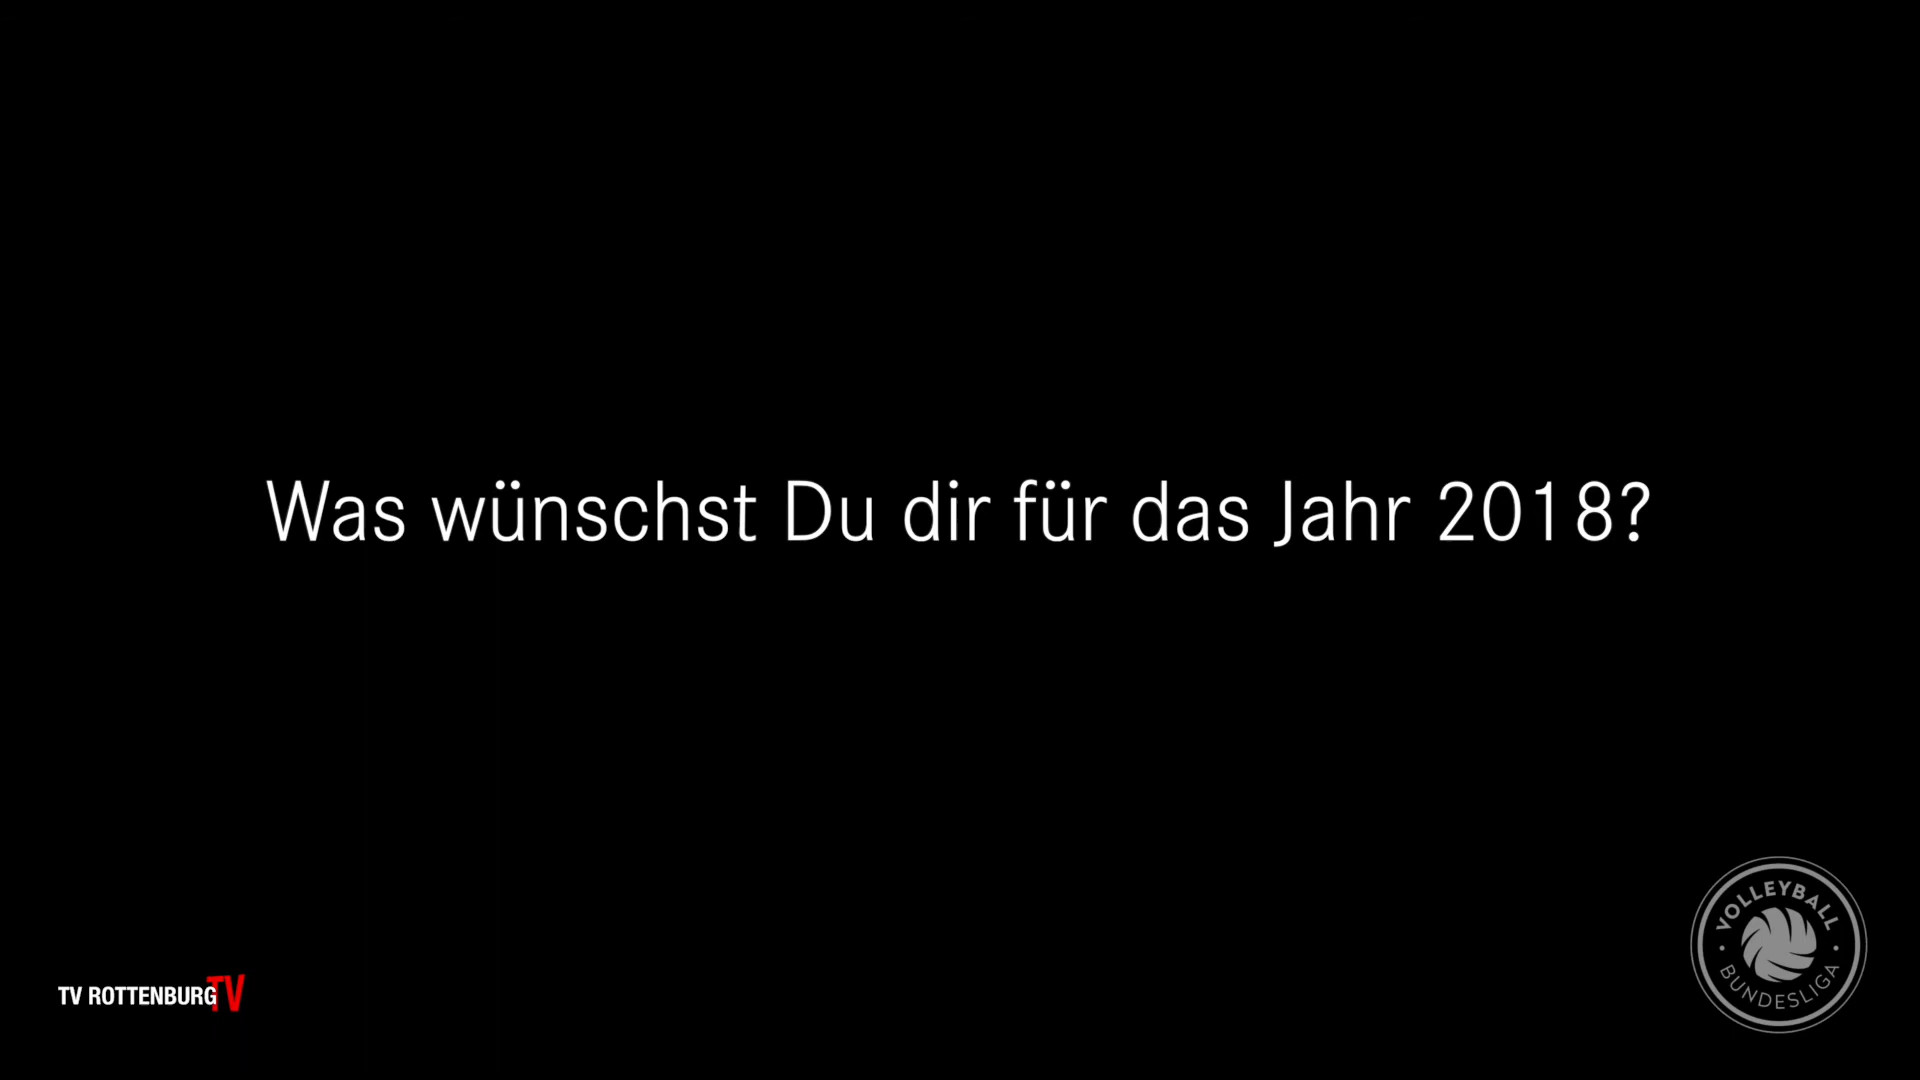 Was wünschst Du dir für das Jahr 2018?
TV ROTTENBURG TV
VOLLEYBALL
BUNDESLIGA